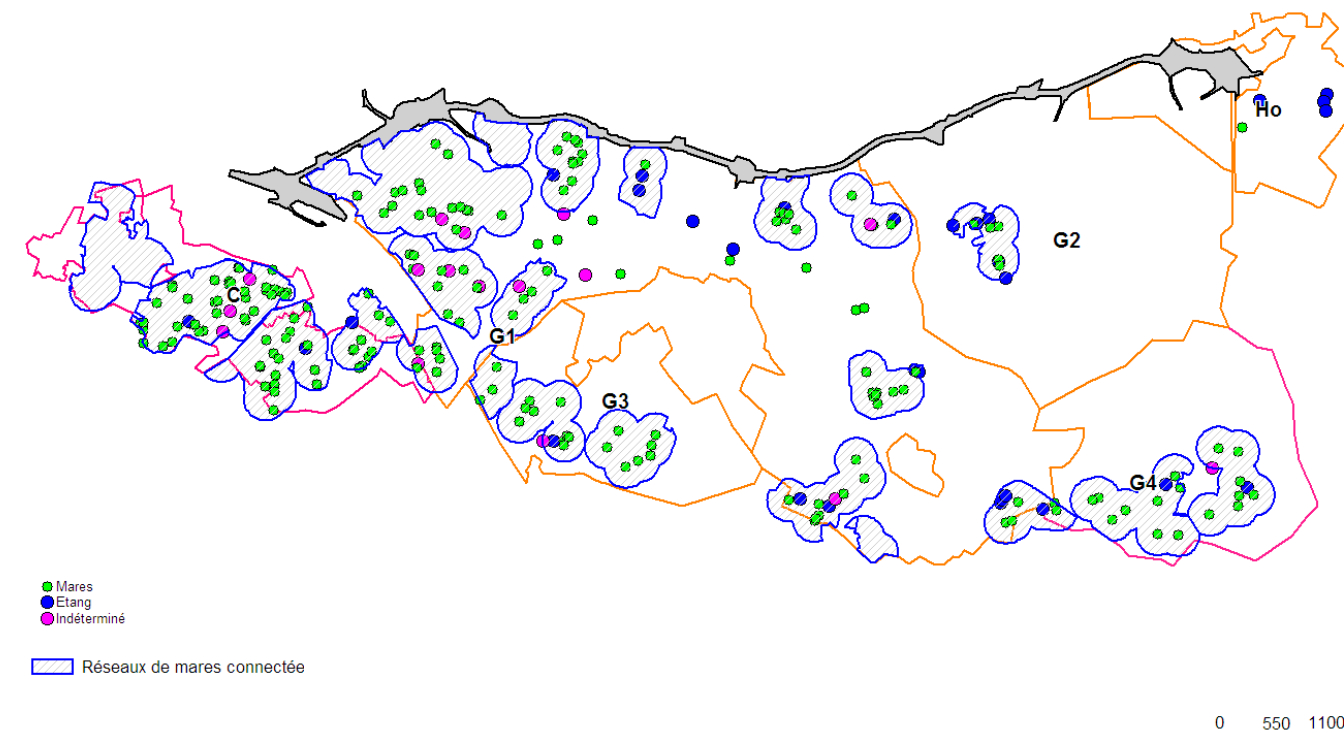 Ho
G2
C
G1
G3
G4
Mares
Etang
Indéterminé
Réseaux de mares connectée
0 550 1100